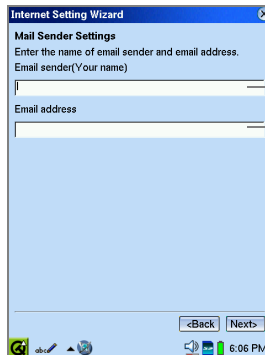 Internet Setting Wizard
Mail Sender Settings
Enter the name of email sender and email address.
Email sender(Your name)
Email address
<Back Next>
abc 6:06 PM